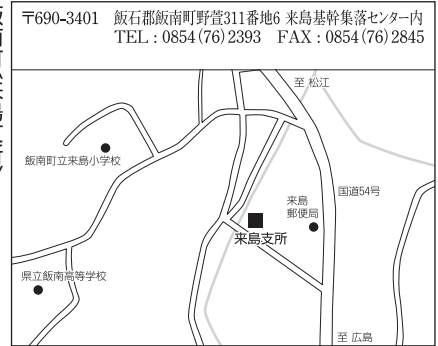 〒690-3401 飯石郡飯南町野萱311番地6 来島基幹集落センター内
TEL : 0854(76)2393 FAX : 0854(76)2845
至 松江
飯南町立来島小学校
国道54号
来島
郵便局
来島支所
県立飯南高等学校
至 広島